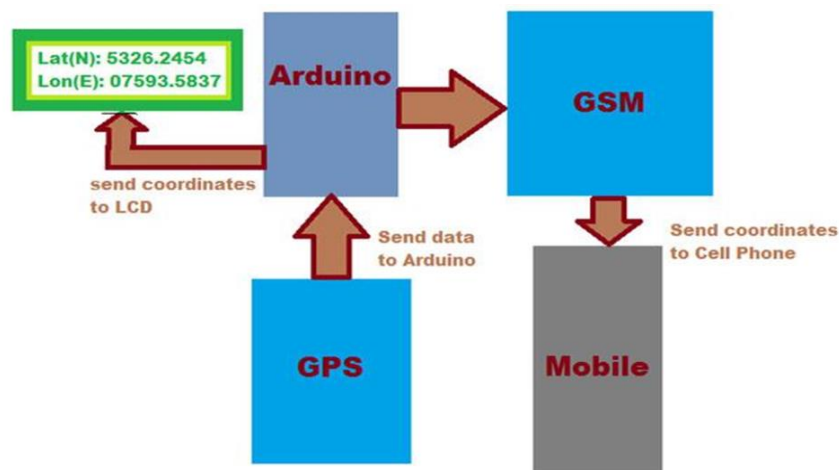 Lat(N): 5326.2454
Lon(E): 07593.5837
Arduino
GSM
send coordinates
to LCD
Send data
to Arduino
Send coordinates
to Cell Phone
GPS
Mobile